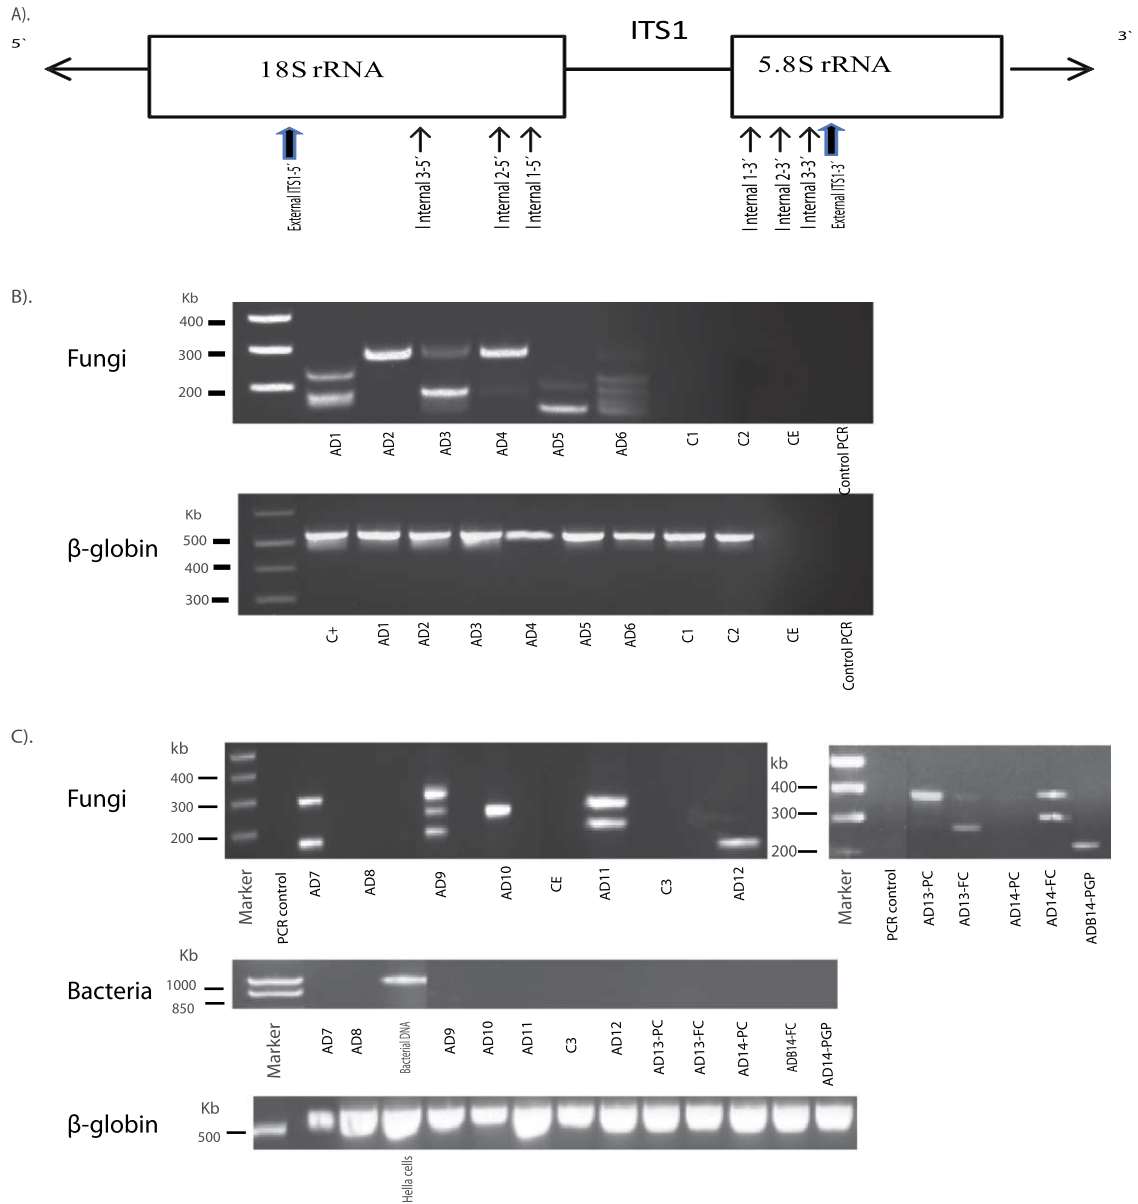 A).
5` ITS1 3`
18S rRNA 5.8S rRNA
External ITS1-5´ Internal 3-5´ Internal 2-5´ Internal 1-5´ Internal 1-3´ Internal 2-3´ Internal 3-3´ External ITS1-3´
B).
Kb
400
300
200
Fungi
AD1 AD2 AD3 AD4 AD5 AD6 C1 C2 CE Control PCR
Kb
500
400
300
β-globin
C+ AD1 AD2 AD3 AD4 AD5 AD6 C1 C2 CE Control PCR
C).
kb
400
300
200
Fungi
Marker PCR control AD7 AD8 AD9 AD10 CE AD11 C3 AD12
kb
400
300
200
Marker PCR control AD13-PC AD13-FC AD14-PC AD14-FC ADB14-PGP
Kb
1000
850
Bacteria
Marker AD7 AD8 Bacterial DNA AD9 AD10 AD11 C3 AD12 AD13-PC AD13-FC AD14-PC ADB14-FC AD14-PGP
Kb
500
β-globin
Hella cells